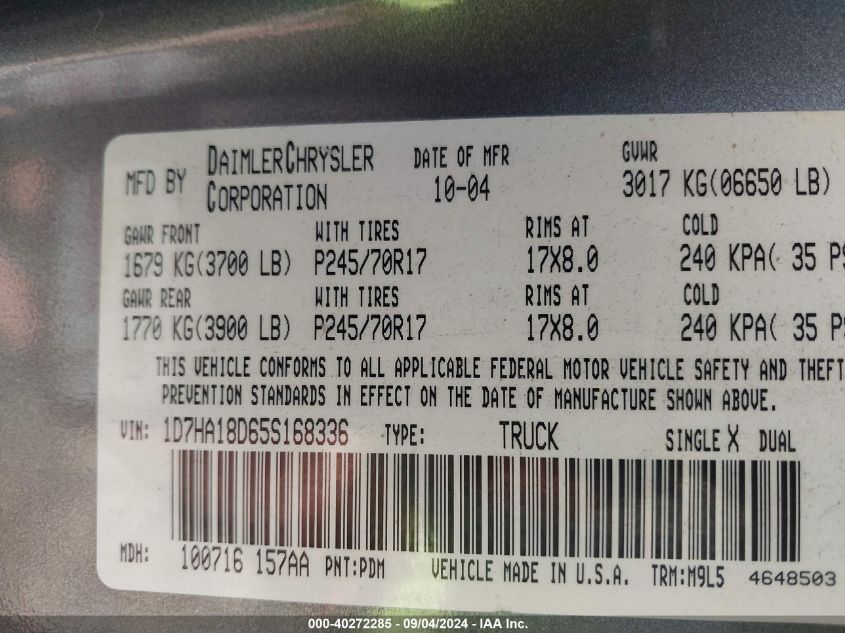 MFD BY DAIMLERCHRYSLER CORPORATION DATE OF MFR 10-04 GVWR 3017 KG(06650 LB)
GAWR FRONT WITH TIRES RIMS AT COLD
1679 KG(3700 LB) P245/70R17 17X8.0 240 KPA( 35 PS
GAWR REAR WITH TIRES RIMS AT COLD
1770 KG(3900 LB) P245/70R17 17X8.0 240 KPA( 35 PS
THIS VEHICLE CONFORMS TO ALL APPLICABLE FEDERAL MOTOR VEHICLE SAFETY AND THEFT
PREVENTION STANDARDS IN EFFECT ON THE DATE OF MANUFACTURE SHOWN ABOVE.
VIN: 1D7HA18D65S168336 TYPE: TRUCK SINGLE X DUAL
MDH: 100716 157AA PNT:PDM VEHICLE MADE IN U.S.A. TRM:M9L5 4648503
000-40272285 - 09/04/2024 - IAA Inc.